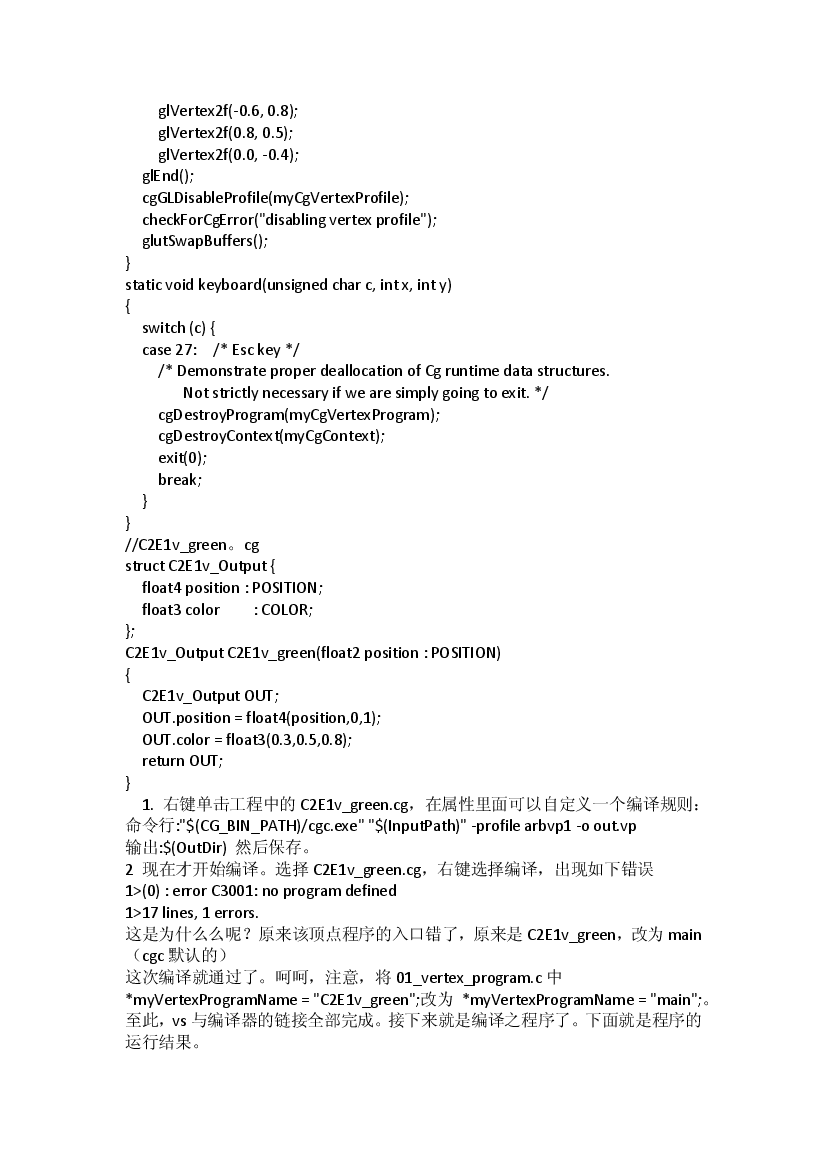 glVertex2f(-0.6, 0.8);
glVertex2f(0.8, 0.5);
glVertex2f(0.0, -0.4);
glEnd();
cgGLDisableProfile(myCgVertexProfile);
checkForCgError("disabling vertex profile");
glutSwapBuffers();
}
static void keyboard(unsigned char c, int x, int y)
{
switch (c) {
case 27:    /* Esc key */
/* Demonstrate proper deallocation of Cg runtime data structures.
Not strictly necessary if we are simply going to exit. */
cgDestroyProgram(myCgVertexProgram);
cgDestroyContext(myCgContext);
exit(0);
break;
}
}
//C2E1v_green。cg
struct C2E1v_Output {
float4 position : POSITION;
float3 color       : COLOR;
};
C2E1v_Output C2E1v_green(float2 position : POSITION)
{
C2E1v_Output OUT;
OUT.position = float4(position,0,1);
OUT.color = float3(0.3,0.5,0.8);
return OUT;
}
1.  右键单击工程中的 C2E1v_green.cg，在属性里面可以自定义一个编译规则：
命令行:"$(CG_BIN_PATH)/cgc.exe" "$(InputPath)" -profile arbvp1 -o out.vp
输出:$(OutDir)  然后保存。
2  现在才开始编译。选择 C2E1v_green.cg，右键选择编译，出现如下错误
1>(0) : error C3001: no program defined
1>17 lines, 1 errors.
这是为什么么呢？原来该顶点程序的入口错了，原来是 C2E1v_green，改为 main
（cgc 默认的）
这次编译就通过了。呵呵，注意，将 01_vertex_program.c 中
*myVertexProgramName = "C2E1v_green";改为  *myVertexProgramName = "main";。
至此，vs 与编译器的链接全部完成。接下来就是编译之程序了。下面就是程序的
运行结果。